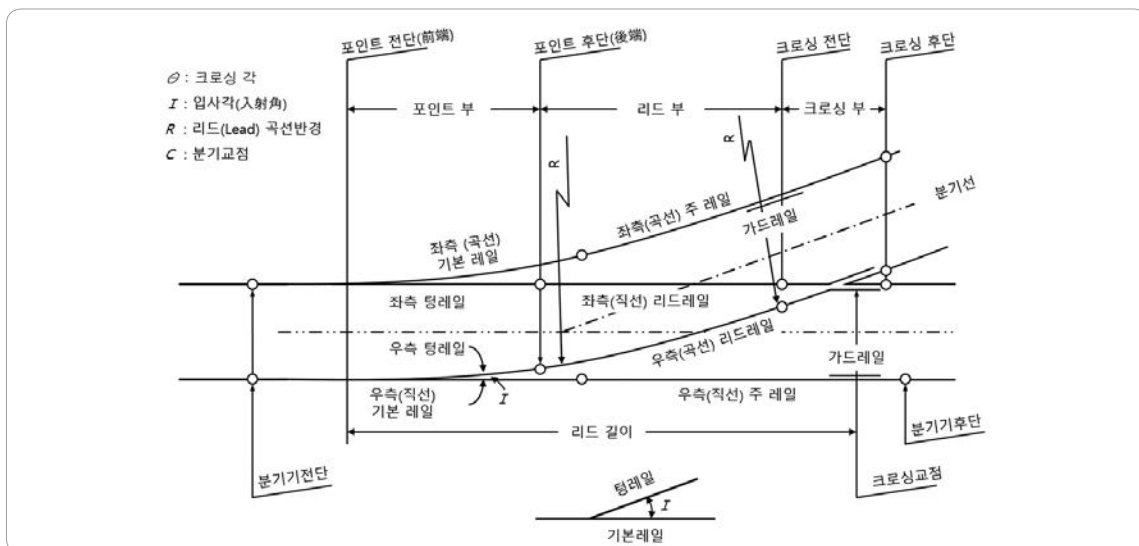 포인트 전단(前端)
포인트 후단(後端)
크로싱 전단
크로싱 후단
θ : 크로싱 각
I : 입사각(入射角)
R : 리드(Lead) 곡선반경
C : 분기교점
포인트 부
리드 부
크로싱 부
R
R
좌측 (곡선)
기본 레일
좌측(곡선) 주 레일
가드레일
분기선
좌측 텅레일
좌측(직선) 리드레일
우측 텅레일
우측(곡선) 리드레일
가드레일
우측(직선)
기본 레일
I
우측(직선) 주 레일
리드 길이
분기기후단
분기기전단
크로싱교점
텅레일
I
기본레일